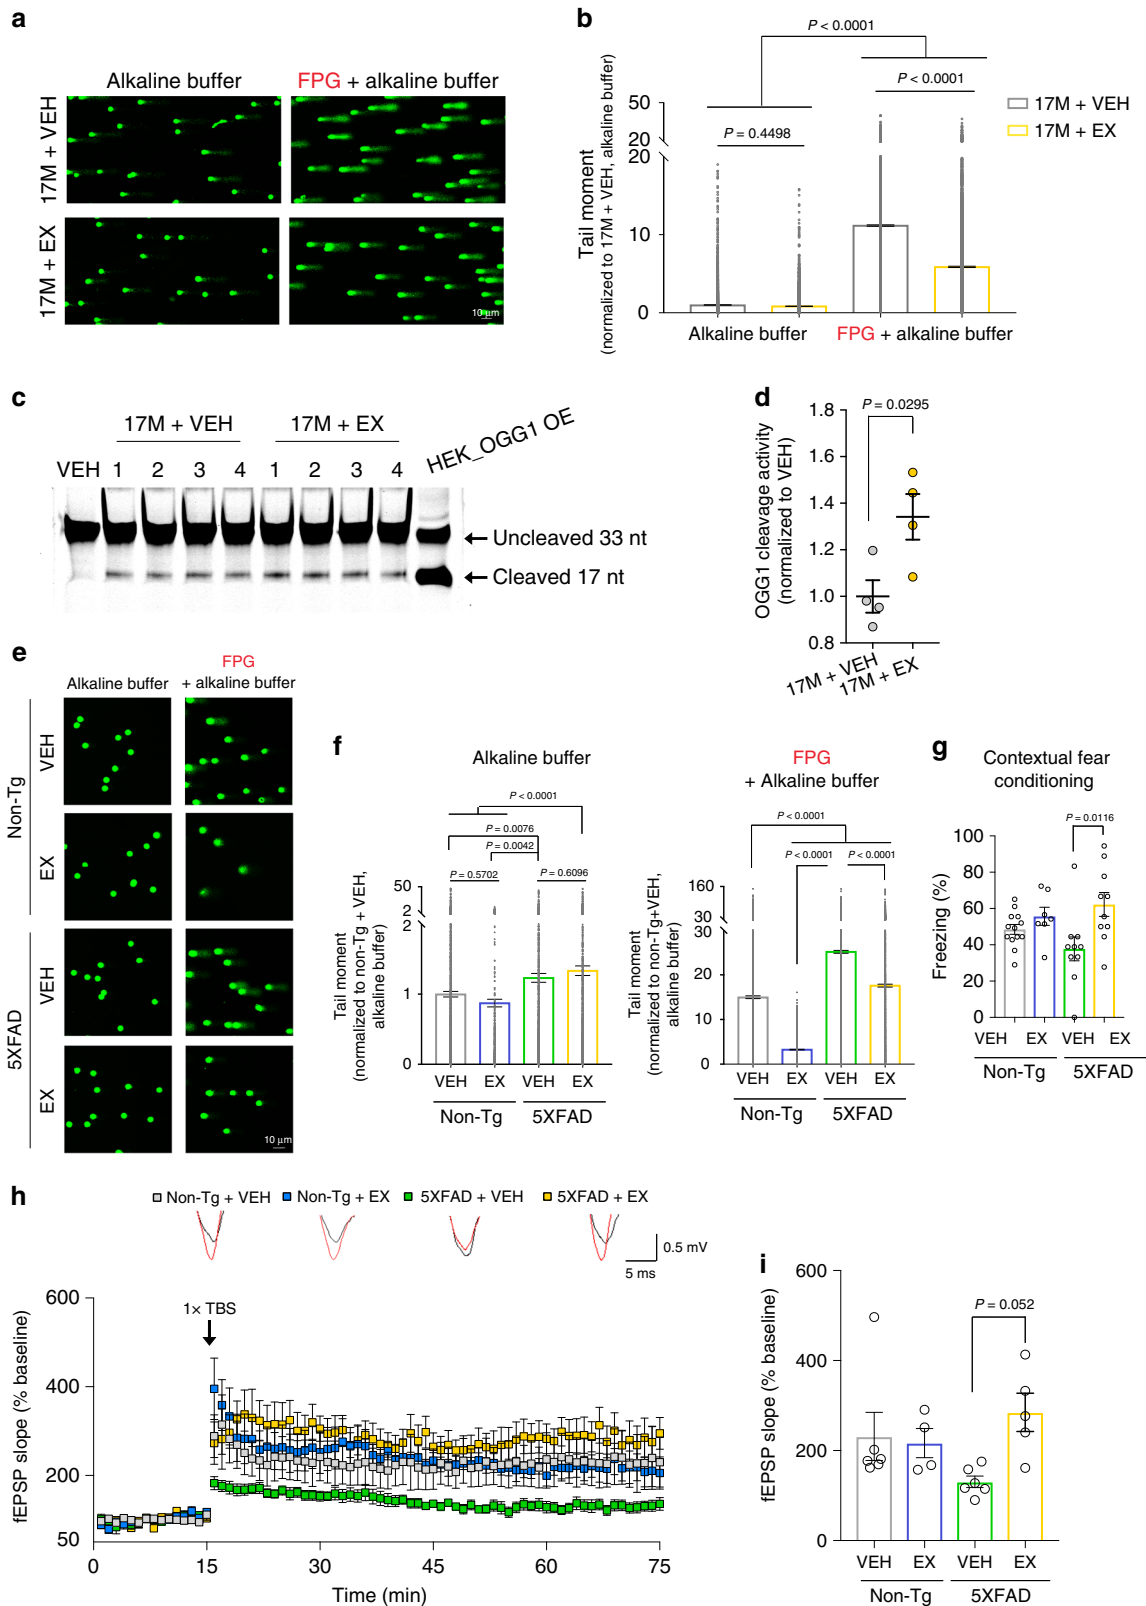 a
Alkaline buffer
FPG + alkaline buffer
17M + VEH
17M + EX
10 μm
b
P < 0.0001
P < 0.0001
P = 0.4498
17M + VEH
17M + EX
Tail moment
(normalized to 17M + VEH, alkaline buffer)
50
20
20
10
0
Alkaline buffer
FPG + alkaline buffer
c
17M + VEH
17M + EX
HEK_OGG1 OE
VEH 1 2 3 4 1 2 3 4
Uncleaved 33 nt
Cleaved 17 nt
d
P = 0.0295
OGG1 cleavage activity
(normalized to VEH)
1.8
1.6
1.4
1.2
1.0
0.8
17M + VEH
17M + EX
e
Alkaline buffer
FPG
+ alkaline buffer
Non-Tg
VEH
EX
5XFAD
VEH
EX
10 μm
f
Alkaline buffer
P < 0.0001
P = 0.0076
P = 0.0042
P = 0.5702
P = 0.6096
Tail moment
(normalized to non-Tg + VEH,
alkaline buffer)
50
2
2
1
0
VEH EX VEH EX
Non-Tg 5XFAD
FPG
+ Alkaline buffer
P < 0.0001
P < 0.0001
P < 0.0001
Tail moment
(normalized to non-Tg+VEH,
alkaline buffer)
160
30
30
20
10
0
VEH EX VEH EX
Non-Tg 5XFAD
g
Contextual fear
conditioning
P = 0.0116
Freezing (%)
100
80
60
40
20
0
VEH EX VEH EX
Non-Tg 5XFAD
h
Non-Tg + VEH Non-Tg + EX 5XFAD + VEH 5XFAD + EX
0.5 mV
5 ms
1× TBS
fEPSP slope (% baseline)
600
400
200
50
0 15 30 45 60 75
Time (min)
i
P = 0.052
fEPSP slope (% baseline)
600
400
200
0
VEH EX VEH EX
Non-Tg 5XFAD